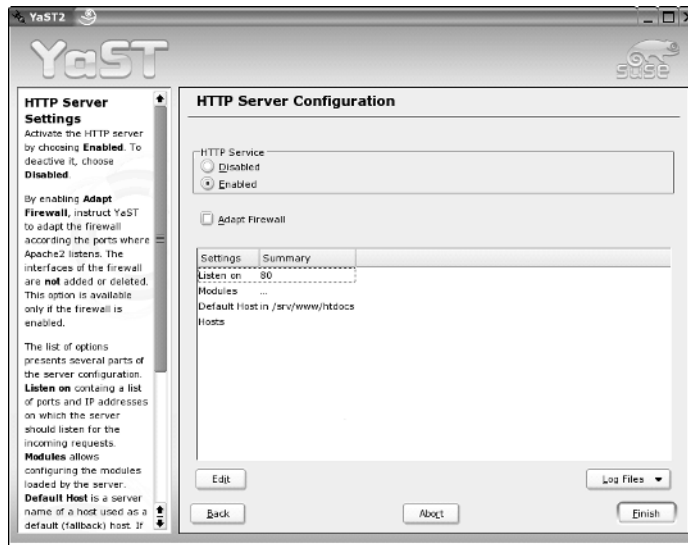 YaST2
YaST
SUSE
HTTP Server
Settings
Activate the HTTP server
by choosing Enabled. To
deactive it, choose
Disabled.
By enabling Adapt
Firewall, instruct YaST
to adapt the firewall
according the ports where
Apache2 listens. The
interfaces of the firewall
are not added or deleted.
This option is available
only if the firewall is
enabled.
The list of options
presents several parts of
the server configuration.
Listen on containg a list
of ports and IP addresses
on which the server
should listen for the
incoming requests.
Modules allows
configuring the modules
loaded by the server.
Default Host is a server
name of a host used as a
default (fallback) host. If
HTTP Server Configuration
HTTP Service
Disabled
Enabled
Adapt Firewall
Settings Summary
Listen on 80
Modules ...
Default Host in /srv/www/htdocs
Hosts
Edit Log Files
Back Abort Finish